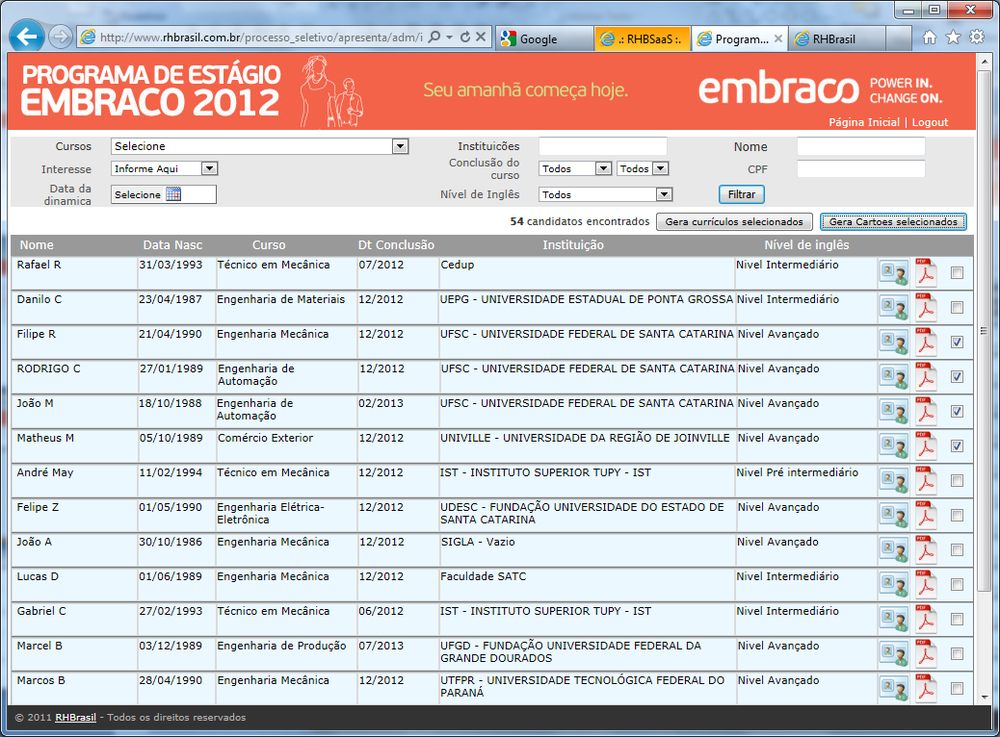 http://www.rhbrasil.com.br/processo_seletivo/apresenta/adm/i
Google
.: RHBSaaS :.
Program...
RHBrasil
PROGRAMA DE ESTÁGIO
EMBRACO 2012
Seu amanhã começa hoje.
embraco
POWER IN.
CHANGE ON.
Página Inicial | Logout
Cursos Selecione Instituicões Nome
Interesse Informe Aqui Conclusão do curso Todos Todos CPF
Data da dinamica Selecione Nível de Inglês Todos Filtrar
54 candidatos encontrados Gera currículos selecionados Gera Cartoes selecionados
Nome Data Nasc Curso Dt Conclusão Instituição Nível de inglês
Rafael R 31/03/1993 Técnico em Mecânica 07/2012 Cedup Nivel Intermediário
Danilo C 23/04/1987 Engenharia de Materiais 12/2012 UEPG - UNIVERSIDADE ESTADUAL DE PONTA GROSSA Nivel Intermediário
Filipe R 21/04/1990 Engenharia Mecânica 12/2012 UFSC - UNIVERSIDADE FEDERAL DE SANTA CATARINA Nivel Avançado
RODRIGO C 27/01/1989 Engenharia de Automação 12/2012 UFSC - UNIVERSIDADE FEDERAL DE SANTA CATARINA Nivel Avançado
João M 18/10/1988 Engenharia de Automação 02/2013 UFSC - UNIVERSIDADE FEDERAL DE SANTA CATARINA Nivel Avançado
Matheus M 05/10/1989 Comércio Exterior 12/2012 UNIVILLE - UNIVERSIDADE DA REGIÃO DE JOINVILLE Nivel Avançado
André May 11/02/1994 Técnico em Mecânica 12/2012 IST - INSTITUTO SUPERIOR TUPY - IST Nivel Pré intermediário
Felipe Z 01/05/1990 Engenharia Elétrica-Eletrônica 12/2012 UDESC - FUNDAÇÃO UNIVERSIDADE DO ESTADO DE SANTA CATARINA Nivel Avançado
João A 30/10/1986 Engenharia Mecânica 12/2012 SIGLA - Vazio Nivel Avançado
Lucas D 01/06/1989 Engenharia Mecânica 12/2012 Faculdade SATC Nivel Intermediário
Gabriel C 27/02/1993 Técnico em Mecânica 06/2012 IST - INSTITUTO SUPERIOR TUPY - IST Nivel Intermediário
Marcel B 03/12/1989 Engenharia de Produção 07/2013 UFGD - FUNDAÇÃO UNIVERSIDADE FEDERAL DA GRANDE DOURADOS Nivel Avançado
Marcos B 28/04/1990 Engenharia Mecânica 12/2012 UTFPR - UNIVERSIDADE TECNOLÓGICA FEDERAL DO PARANÁ Nivel Avançado
© 2011 RHBrasil - Todos os direitos reservados